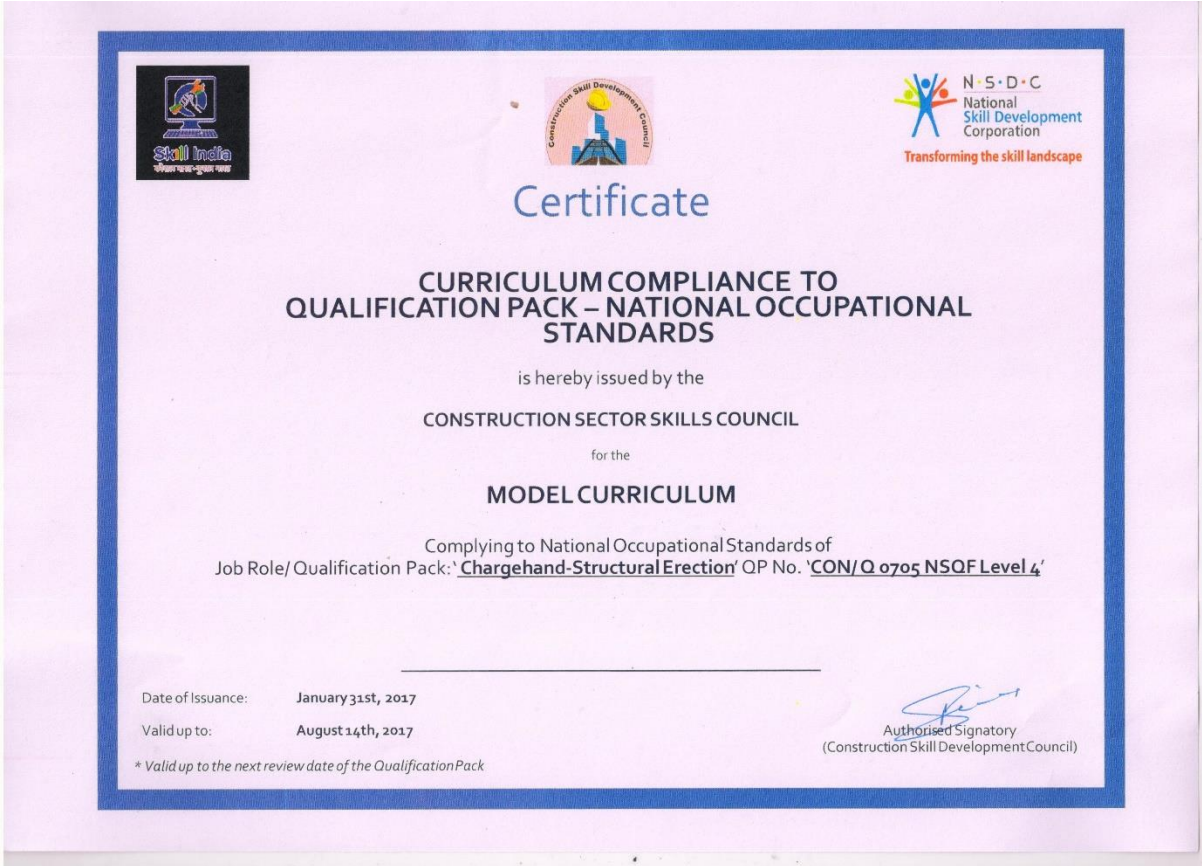 Skill India
कौशल भारत-कुशल भारत
Construction Skill Development Council
N·S·D·C
National
Skill Development
Corporation
Transforming the skill landscape
Certificate
CURRICULUM COMPLIANCE TO
QUALIFICATION PACK – NATIONAL OCCUPATIONAL
STANDARDS
is hereby issued by the
CONSTRUCTION SECTOR SKILLS COUNCIL
for the
MODEL CURRICULUM
Complying to National Occupational Standards of
Job Role/ Qualification Pack: ‘Chargehand-Structural Erection’ QP No. ‘CON/ Q 0705 NSQF Level 4’
Date of Issuance: January 31st, 2017
Valid up to: August 14th, 2017
* Valid up to the next review date of the Qualification Pack
Authorised Signatory
(Construction Skill Development Council)